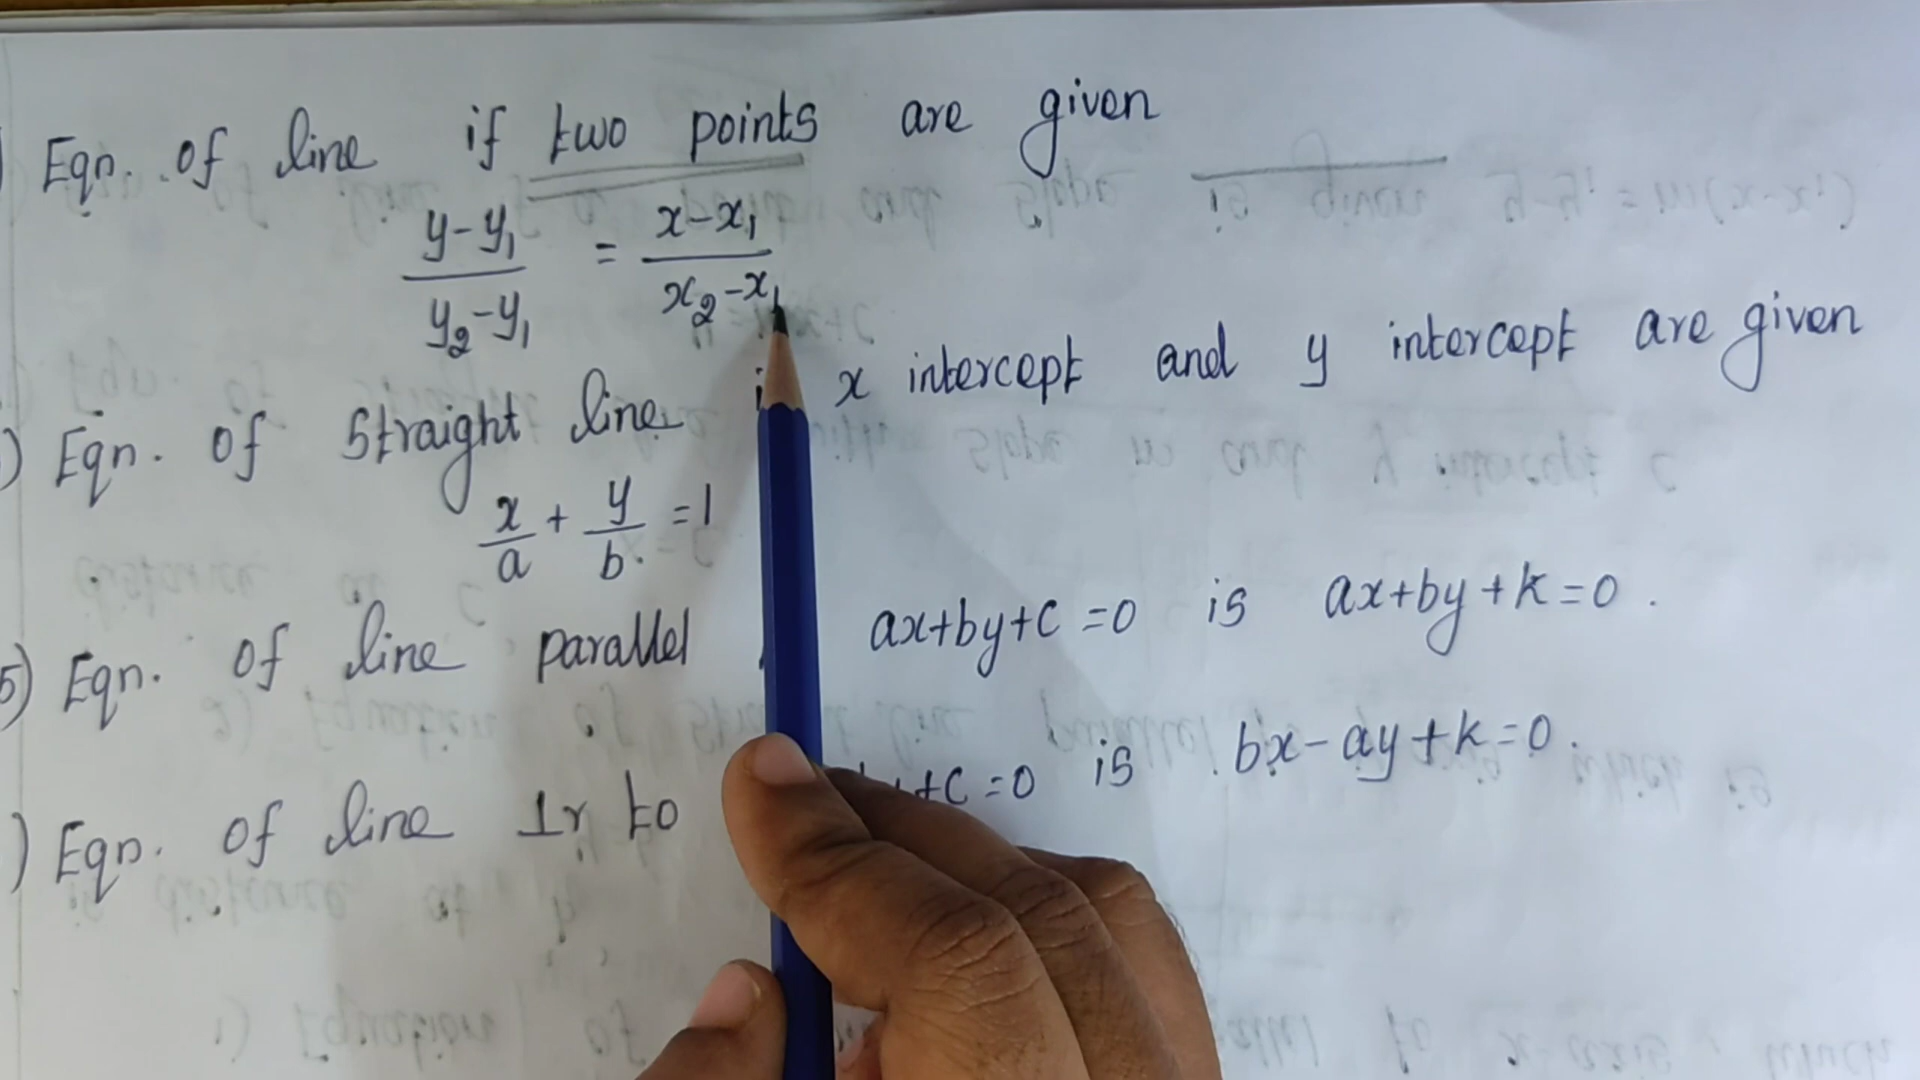 ) Eqn. of line if two points are given
y-y₁ / y₂-y₁ = x-x₁ / x₂-x₁
) Eqn. of straight line x intercept and y intercept are given
x/a + y/b = 1
5) Eqn. of line parallel ax+by+c=0 is ax+by+k=0.
) Eqn. of line ⊥r to +c=0 is bx-ay+k=0.